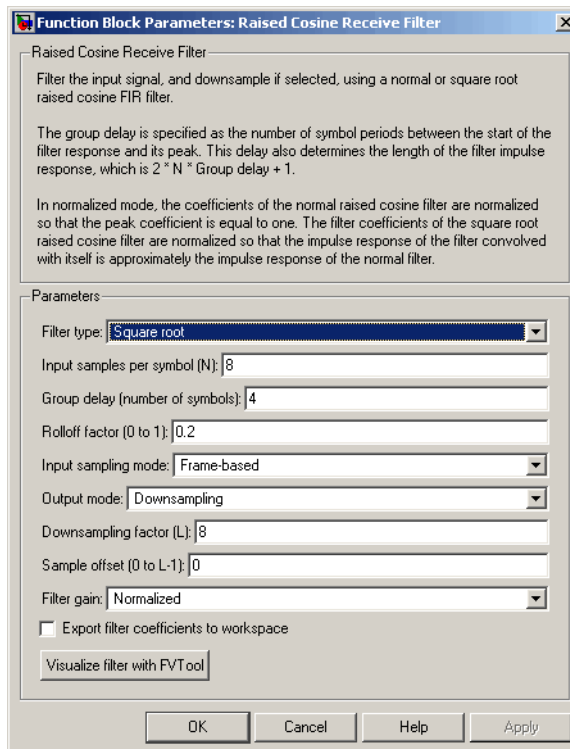 Function Block Parameters: Raised Cosine Receive Filter
Raised Cosine Receive Filter
Filter the input signal, and downsample if selected, using a normal or square root
raised cosine FIR filter.
The group delay is specified as the number of symbol periods between the start of the
filter response and its peak. This delay also determines the length of the filter impulse
response, which is 2 * N * Group delay + 1.
In normalized mode, the coefficients of the normal raised cosine filter are normalized
so that the peak coefficient is equal to one. The filter coefficients of the square root
raised cosine filter are normalized so that the impulse response of the filter convolved
with itself is approximately the impulse response of the normal filter.
Parameters
Filter type: Square root
Input samples per symbol (N): 8
Group delay (number of symbols): 4
Rolloff factor (0 to 1): 0.2
Input sampling mode: Frame-based
Output mode: Downsampling
Downsampling factor (L): 8
Sample offset (0 to L-1): 0
Filter gain: Normalized
Export filter coefficients to workspace
Visualize filter with FVTool
OK Cancel Help Apply